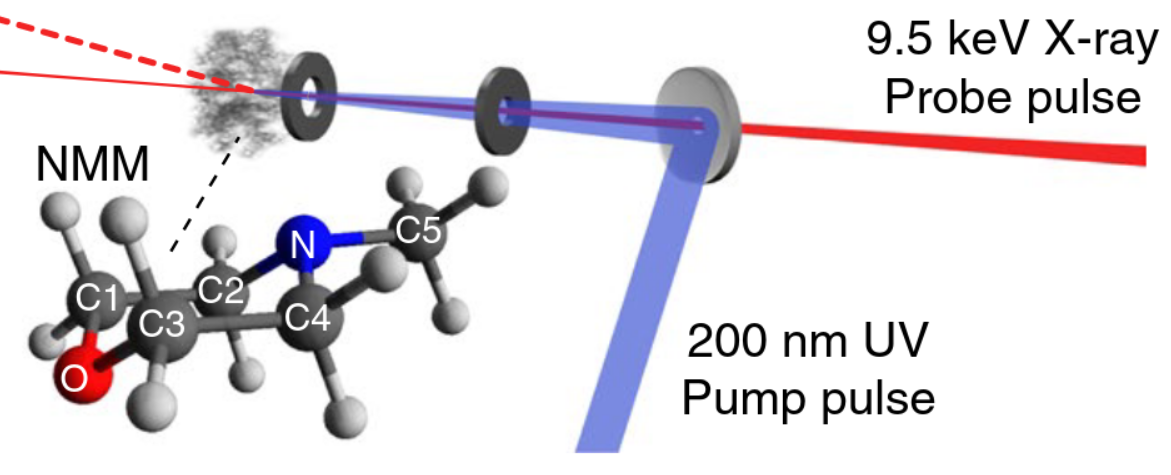 9.5 keV X-ray
Probe pulse
NMM
N
C5
C1
C2
C3
C4
O
200 nm UV
Pump pulse